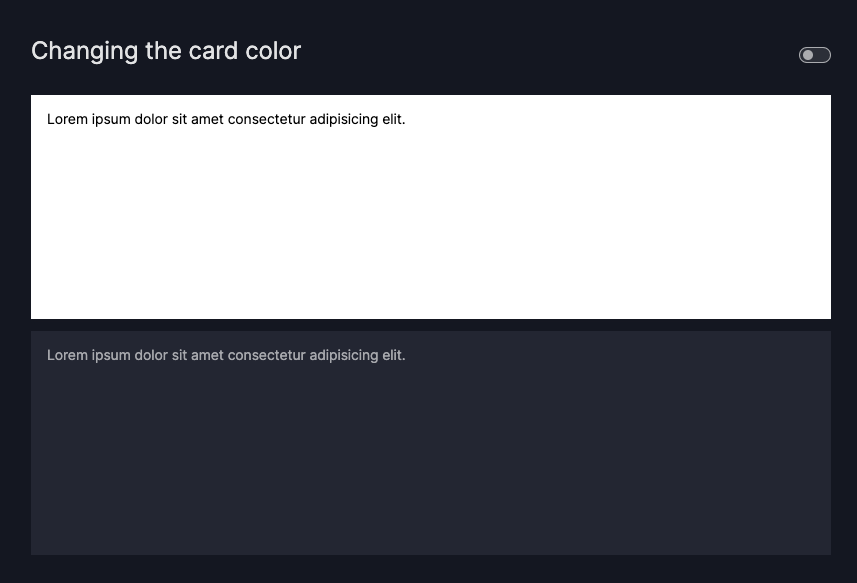 Changing the card color
Lorem ipsum dolor sit amet consectetur adipisicing elit.
Lorem ipsum dolor sit amet consectetur adipisicing elit.